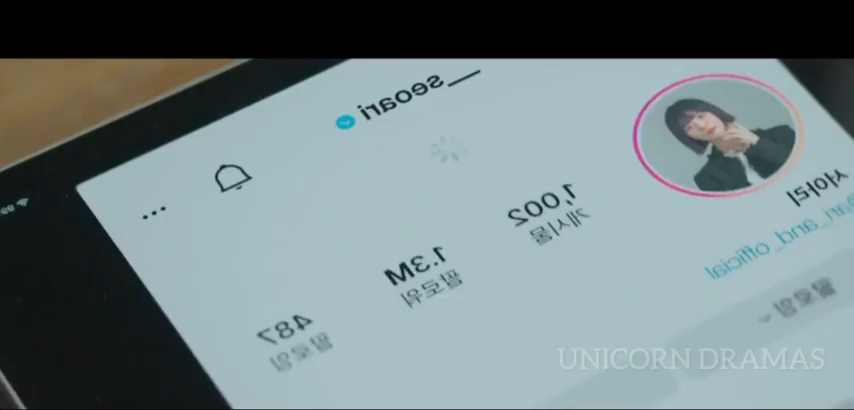 __seoari
1,002
게시물
1.3M
팔로워
487
팔로잉
서아리
@ari_and_official
팔로잉
UNICORN DRAMAS